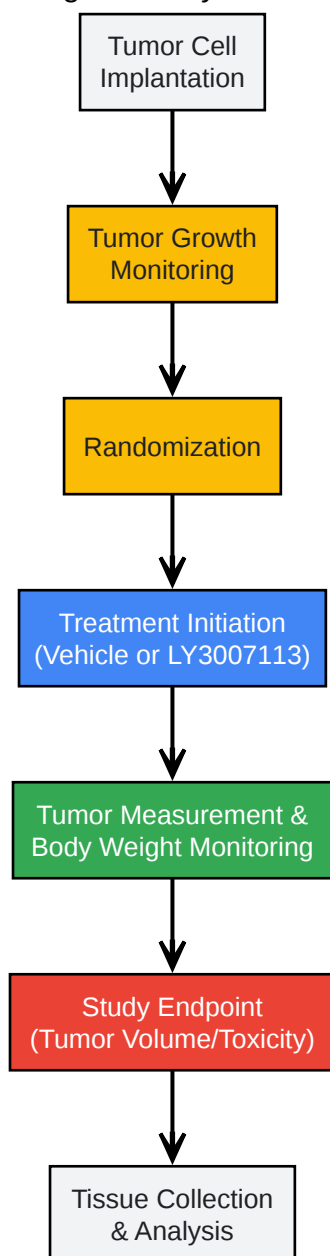 Tumor Cell
Implantation
Tumor Growth
Monitoring
Randomization
Treatment Initiation
(Vehicle or LY3007113)
Tumor Measurement &
Body Weight Monitoring
Study Endpoint
(Tumor Volume/Toxicity)
Tissue Collection
& Analysis